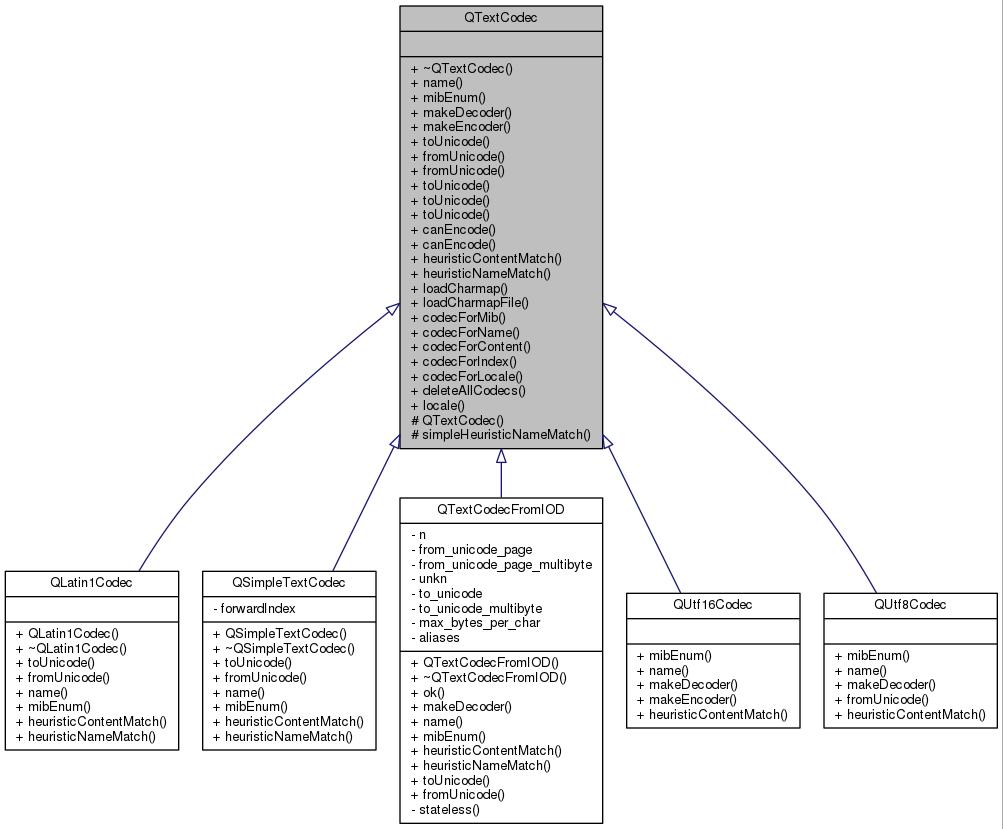 QTextCodec
+ ~QTextCodec()
+ name()
+ mibEnum()
+ makeDecoder()
+ makeEncoder()
+ toUnicode()
+ fromUnicode()
+ fromUnicode()
+ toUnicode()
+ toUnicode()
+ toUnicode()
+ canEncode()
+ canEncode()
+ heuristicContentMatch()
+ heuristicNameMatch()
+ loadCharmap()
+ loadCharmapFile()
+ codecForMib()
+ codecForName()
+ codecForContent()
+ codecForIndex()
+ codecForLocale()
+ deleteAllCodecs()
+ locale()
# QTextCodec()
# simpleHeuristicNameMatch()
QLatin1Codec
+ QLatin1Codec()
+ ~QLatin1Codec()
+ toUnicode()
+ fromUnicode()
+ name()
+ mibEnum()
+ heuristicContentMatch()
+ heuristicNameMatch()
QSimpleTextCodec
- forwardIndex
+ QSimpleTextCodec()
+ ~QSimpleTextCodec()
+ toUnicode()
+ fromUnicode()
+ name()
+ mibEnum()
+ heuristicContentMatch()
+ heuristicNameMatch()
QTextCodecFromIOD
- n
- from_unicode_page
- from_unicode_page_multibyte
- unkn
- to_unicode
- to_unicode_multibyte
- max_bytes_per_char
- aliases
+ QTextCodecFromIOD()
+ ~QTextCodecFromIOD()
+ ok()
+ makeDecoder()
+ name()
+ mibEnum()
+ heuristicContentMatch()
+ heuristicNameMatch()
+ toUnicode()
+ fromUnicode()
- stateless()
QUtf16Codec
+ mibEnum()
+ name()
+ makeDecoder()
+ makeEncoder()
+ heuristicContentMatch()
QUtf8Codec
+ mibEnum()
+ name()
+ makeDecoder()
+ fromUnicode()
+ heuristicContentMatch()